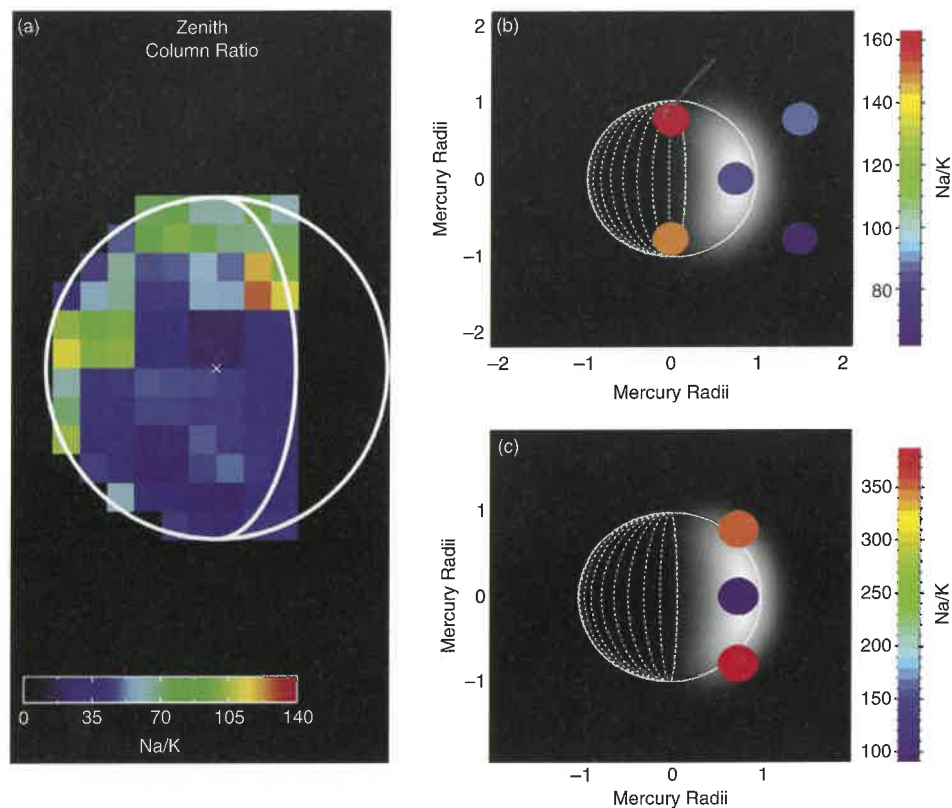 (a)
Zenith
Column Ratio
0 35 70 105 140
Na/K
(b)
2
1
0
−1
−2
−2 −1 0 1 2
Mercury Radii
Mercury Radii
160
140
120
100
80
Na/K
(c)
1
0
−1
−1 0 1
Mercury Radii
Mercury Radii
350
300
250
200
150
100
Na/K